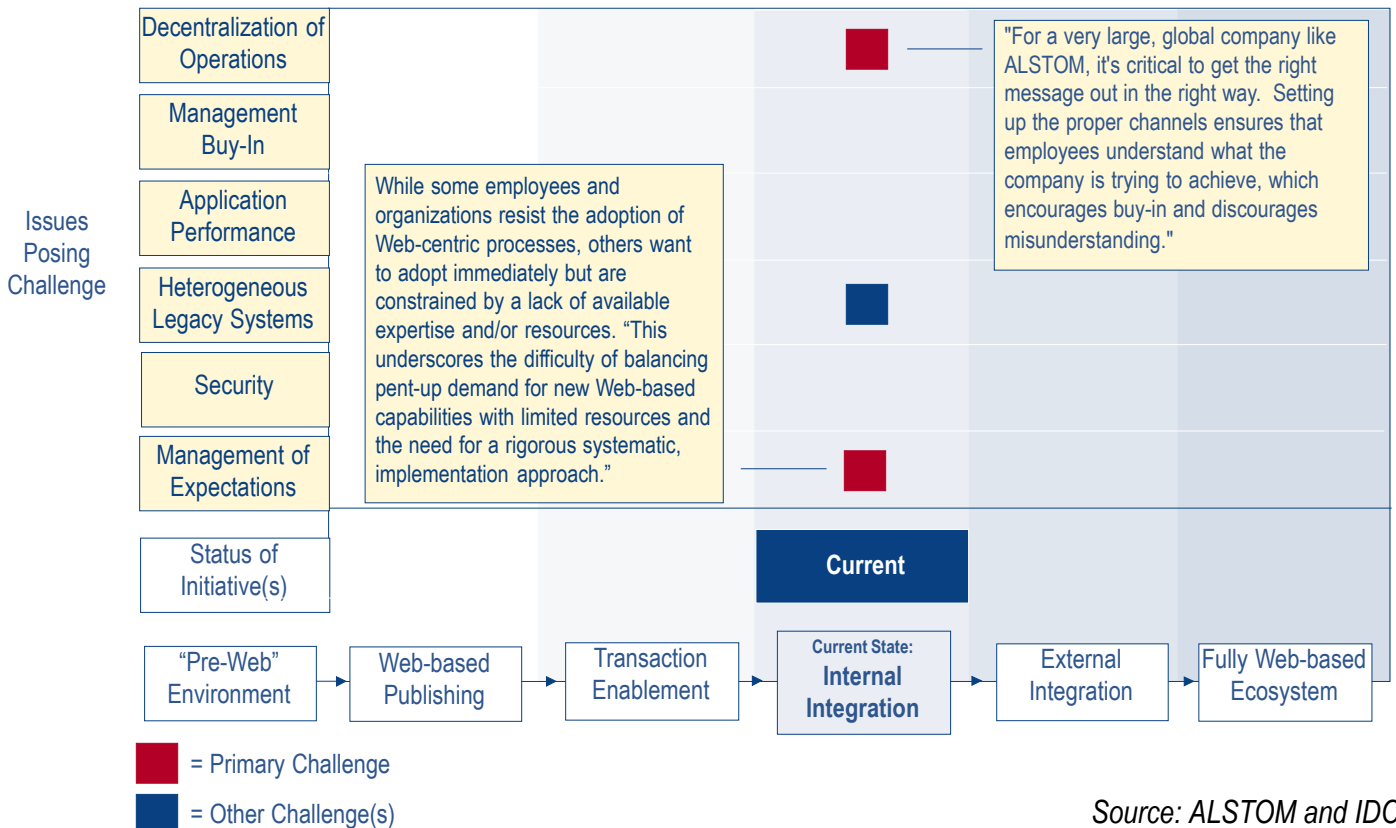 Decentralization of
Operations
Management
Buy-In
Application
Performance
Heterogeneous
Legacy Systems
Security
Management of
Expectations
Status of
Initiative(s)
Issues
Posing
Challenge
While some employees and
organizations resist the adoption of
Web-centric processes, others want
to adopt immediately but are
constrained by a lack of available
expertise and/or resources. “This
underscores the difficulty of balancing
pent-up demand for new Web-based
capabilities with limited resources and
the need for a rigorous systematic,
implementation approach.”
"For a very large, global company like
ALSTOM, it's critical to get the right
message out in the right way. Setting
up the proper channels ensures that
employees understand what the
company is trying to achieve, which
encourages buy-in and discourages
misunderstanding."
Current
“Pre-Web”
Environment
Web-based
Publishing
Transaction
Enablement
Current State:
Internal
Integration
External
Integration
Fully Web-based
Ecosystem
= Primary Challenge
= Other Challenge(s)
Source: ALSTOM and IDC